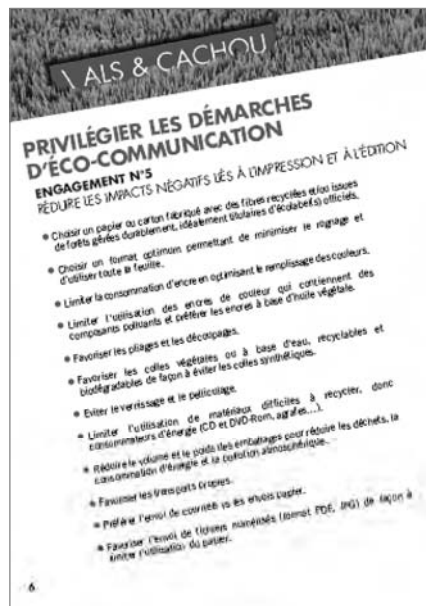 \ ALS & CACHOU
PRIVILÉGIER LES DÉMARCHES
D'ÉCO-COMMUNICATION
ENGAGEMENT N°5
RÉDUIRE LES IMPACTS NÉGATIFS LIÉS À L'IMPRESSION ET À L'ÉDITION
• Choisir un papier ou carton fabriqué avec des fibres recyclées et/ou issues
de forêts gérées durablement, idéalement titulaires d'écolabel(s) officiels.
• Choisir un format optimum permettant de minimiser le rognage et
d'utiliser toute la feuille.
• Limiter la consommation d'encre en optimisant le remplissage des couleurs.
• Limiter l'utilisation des encres de couleur qui contiennent des
composants polluants et préférer les encres à base d'huile végétale.
• Favoriser les pliages et les découpages.
• Favoriser les colles végétales ou à base d'eau, recyclables et
biodégradables de façon à éviter les colles synthétiques.
• Eviter le vernissage et le pelliculage.
• Limiter l'utilisation de matériaux difficiles à recycler, donc
consommateurs d'énergie (CD et DVD-Rom, agrafes...).
• Réduire le volume et le poids des emballages pour réduire les déchets, la
consommation d'énergie et la pollution atmosphérique.
• Favoriser les transports propres.
• Préférer l'envoi de courriels vs les envois papier.
• Favoriser l'envoi de fichiers numérisés (format PDF, JPG) de façon à
limiter l'utilisation du papier.
6